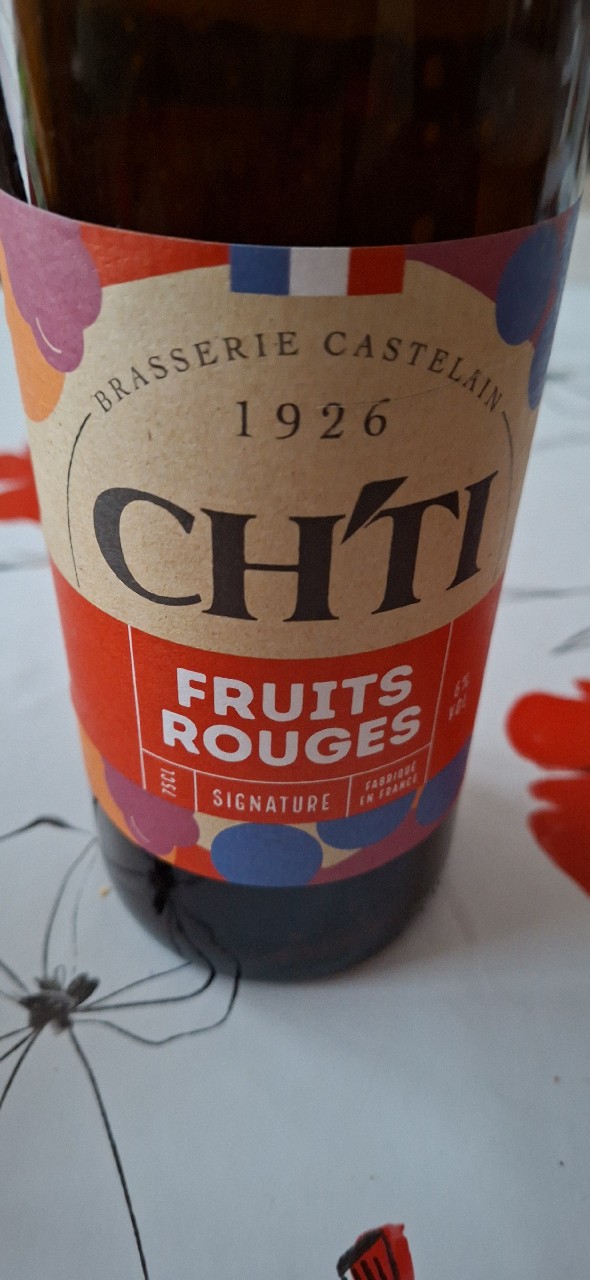 BRASSERIE CASTELAIN
1926
CH'TI
FRUITS
ROUGES
6%
VOL
75CL
SIGNATURE
FABRIQUÉ
EN FRANCE